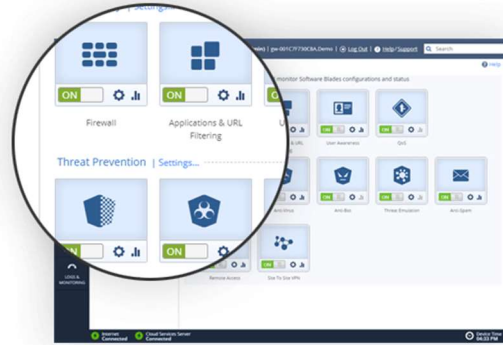 Settings...
gw-001C7F730CBA,Demo | Log Out | Help/Support Search
Help
monitor Software Blades configurations and status
ON ON
Firewall Applications & URL
Filtering
& URL User Awareness QoS
Threat Prevention | Settings...
ON ON
Anti-Virus Anti-Bot Threat Emulation Anti-Spam
Remote Access Site To Site VPN
LOGS &
MONITORING
Internet
Connected
Cloud Services Server
Connected
Device Time
04:33 PM